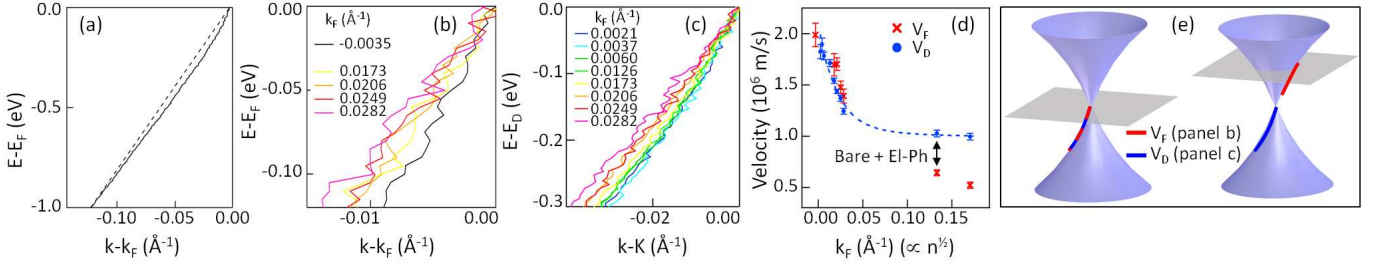 (a)
E-E_F (eV)
0.0
-0.5
-1.0
-0.10
-0.05
0.00
k-k_F (Å⁻¹)
(b)
k_F (Å⁻¹)
-0.0035
0.0173
0.0206
0.0249
0.0282
E-E_F (eV)
0.00
-0.05
-0.10
-0.01
0.00
k-k_F (Å⁻¹)
(c)
k_F (Å⁻¹)
0.0021
0.0037
0.0060
0.0126
0.0173
0.0206
0.0249
0.0282
E-E_D (eV)
0.0
-0.1
-0.2
-0.3
-0.02
0.00
k-K (Å⁻¹)
(d)
V_F
V_D
Velocity (10⁶ m/s)
2.0
1.5
1.0
0.5
Bare + El-Ph
0.00
0.05
0.10
0.15
k_F (Å⁻¹) (∝ n^½)
(e)
V_F (panel b)
V_D (panel c)